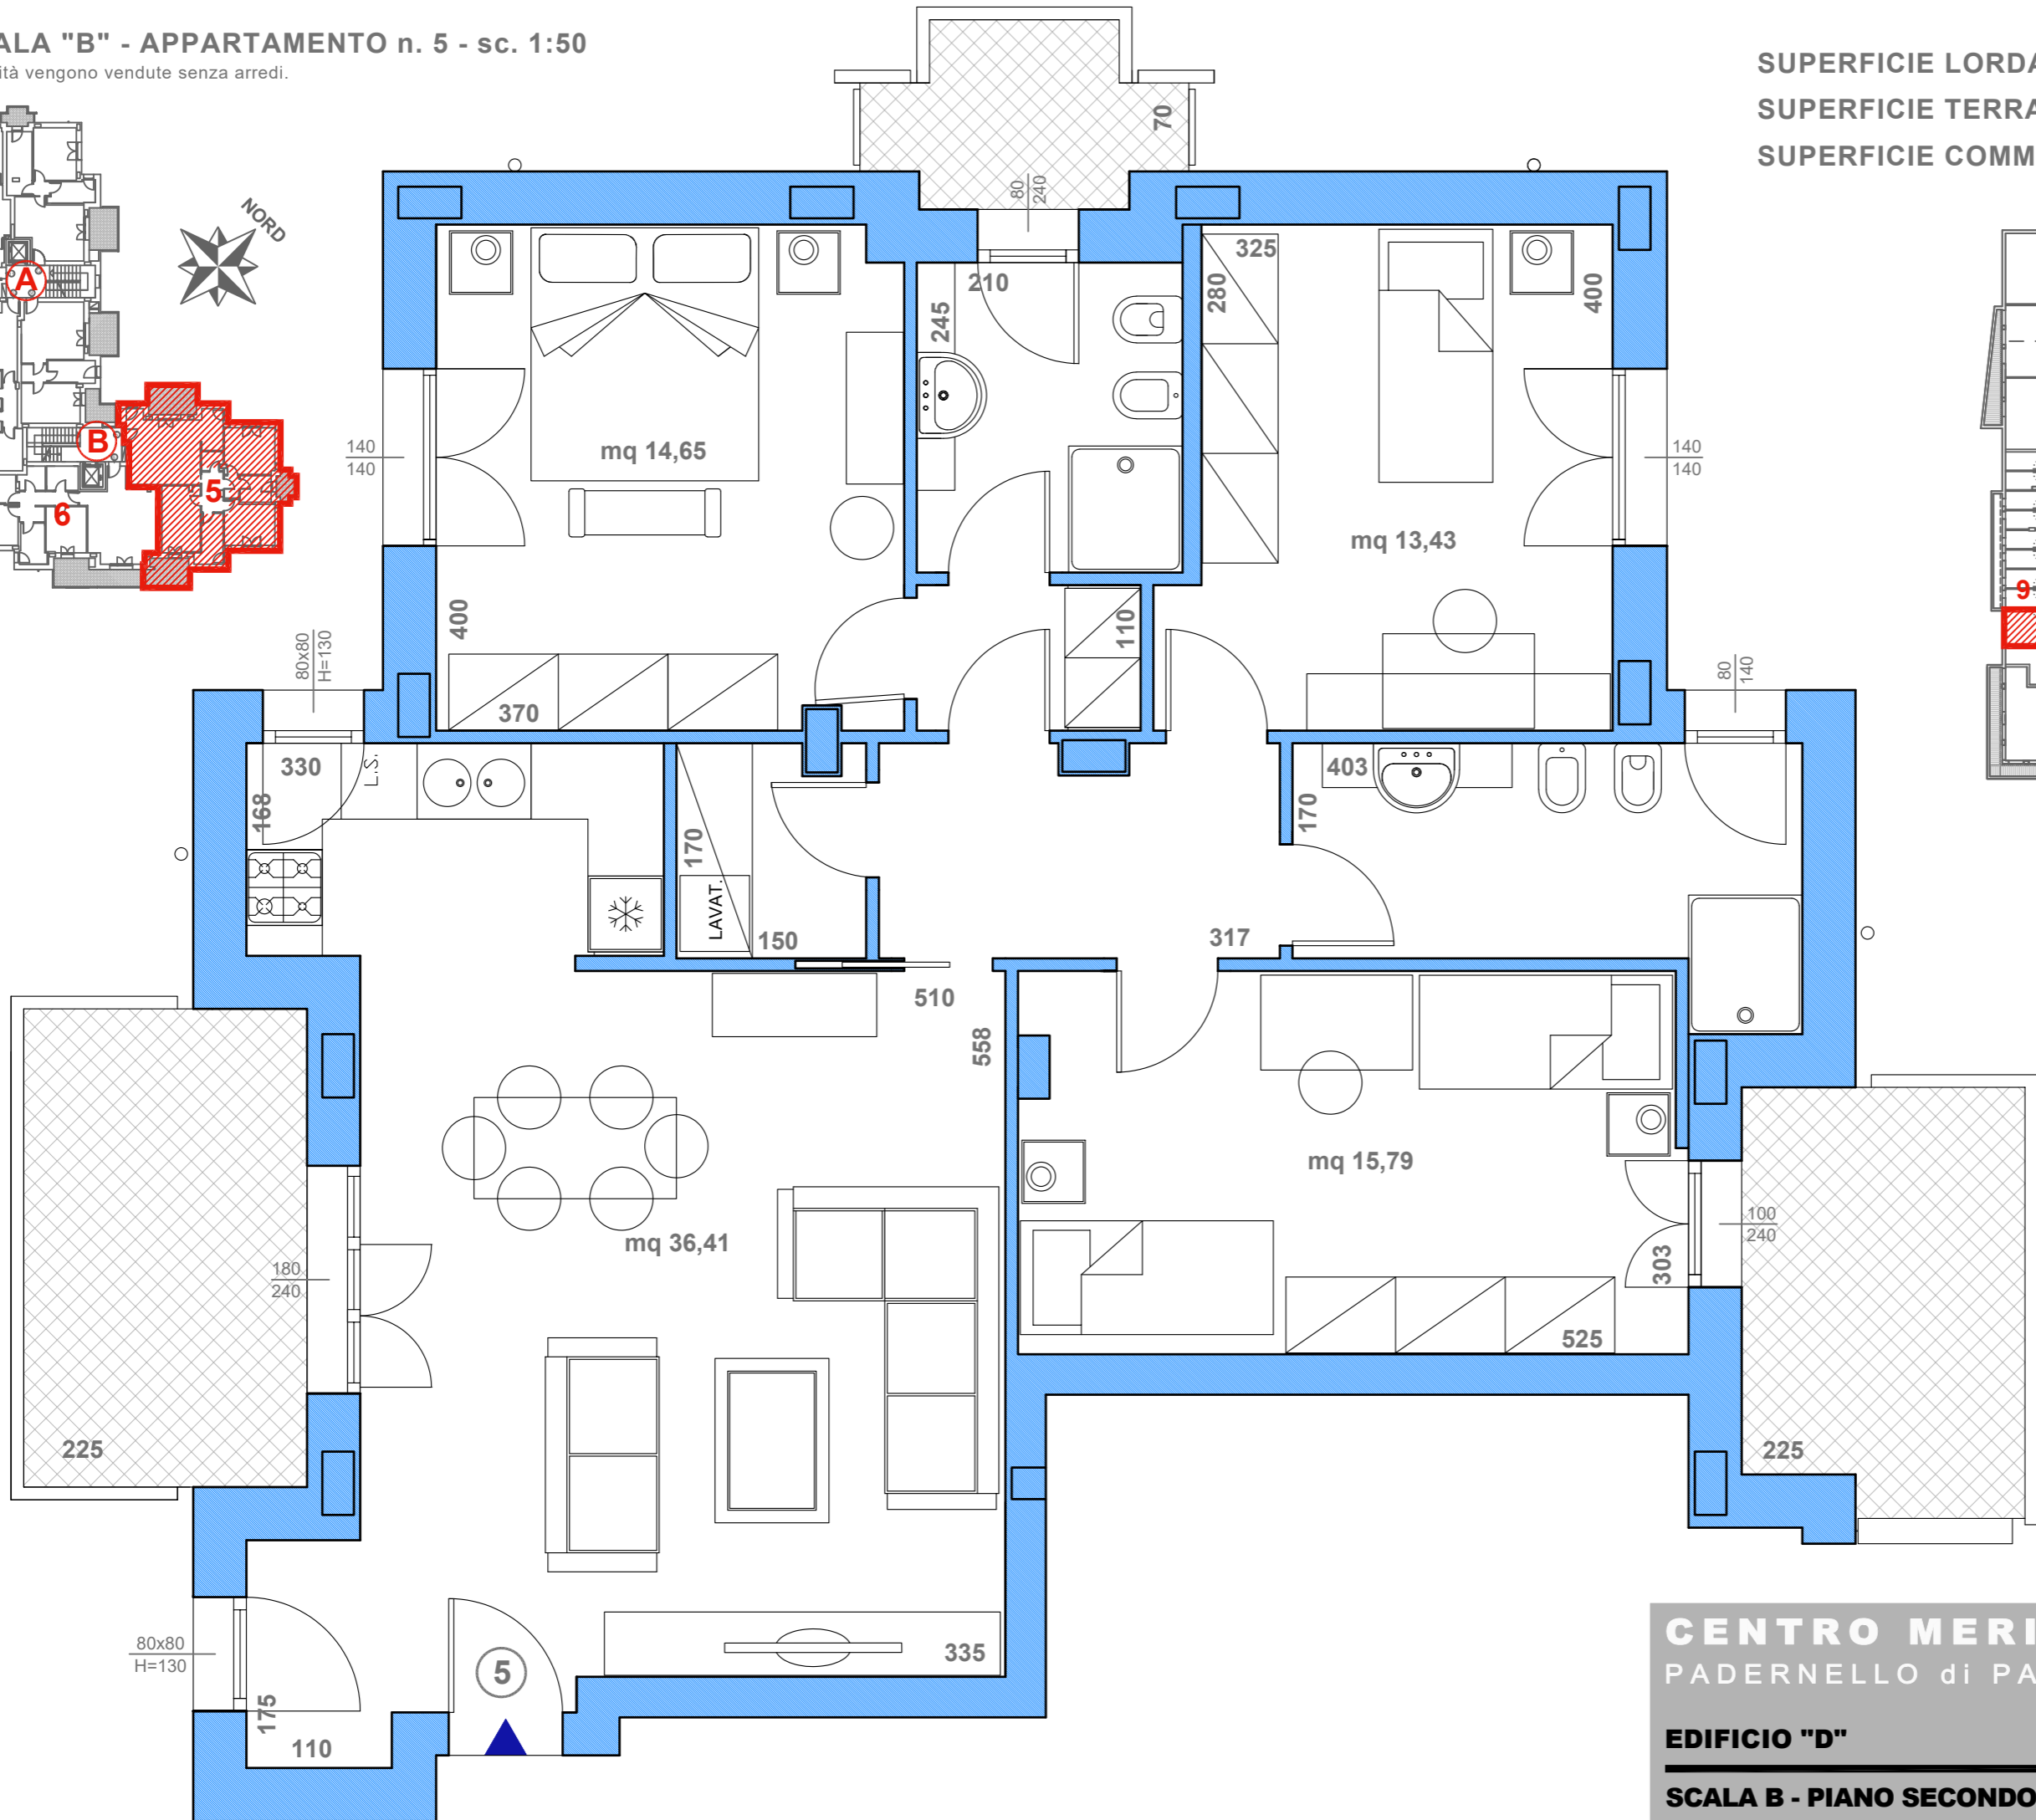 ALA "B" - APPARTAMENTO n. 5 - sc. 1:50
ità vengono vendute senza arredi.
SUPERFICIE LORDA
SUPERFICIE TERRA
SUPERFICIE COMM
NORD
A
B
5
6
9
70
80
240
325
280
400
210
245
mq 14,65
140
140
140
140
mq 13,43
400
110
80x80
H=130
370
80
140
330
L.S.
168
403
170
170
LAVAT.
150
317
510
558
mq 15,79
mq 36,41
100
240
303
180
240
525
225
225
80x80
H=130
335
5
175
110
CENTRO MERI
PADERNELLO di PA
EDIFICIO "D"
SCALA B - PIANO SECONDO